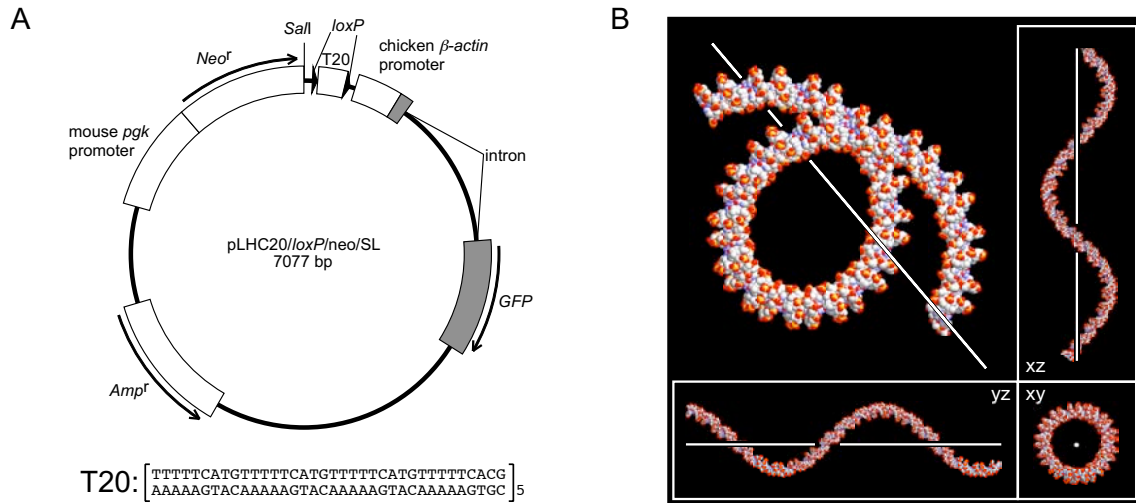 A
B
SalI
loxP
T20
chicken β-actin
promoter
Neoʳ
mouse pgk
promoter
intron
pLHC20/loxP/neo/SL
7077 bp
GFP
Ampʳ
T20:
TTTTTCATGTTTTTCATGTTTTTCATGTTTTTCACG
AAAAAGTACAAAAAGTACAAAAAGTACAAAAAGTGC
5
xz
yz
xy